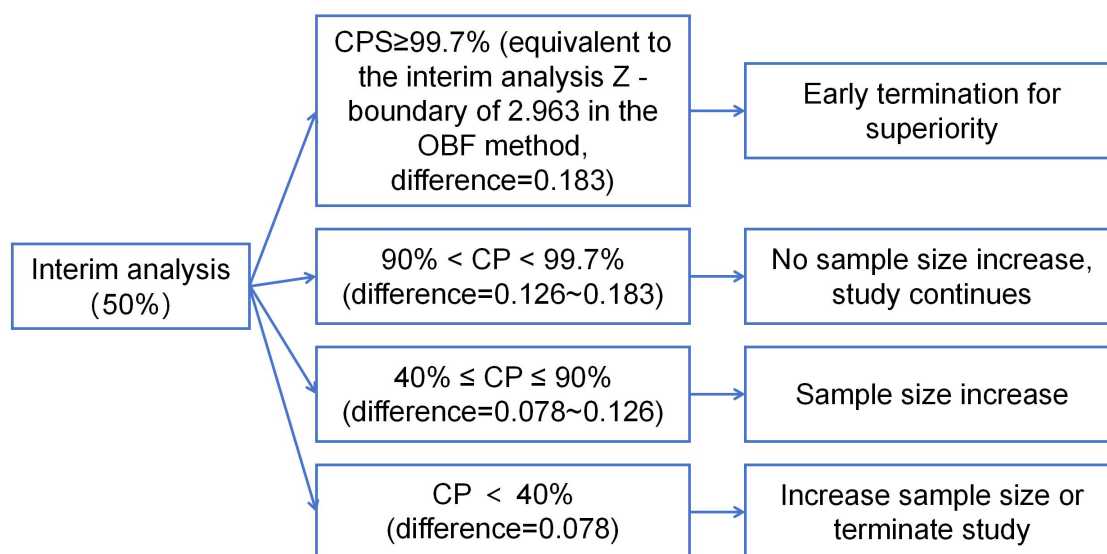 Interim analysis
(50%)
CPS≥99.7% (equivalent to
the interim analysis Z -
boundary of 2.963 in the
OBF method,
difference=0.183)
Early termination for
superiority
90% < CP < 99.7%
(difference=0.126~0.183)
No sample size increase,
study continues
40% ≤ CP ≤ 90%
(difference=0.078~0.126)
Sample size increase
CP < 40%
(difference=0.078)
Increase sample size or
terminate study